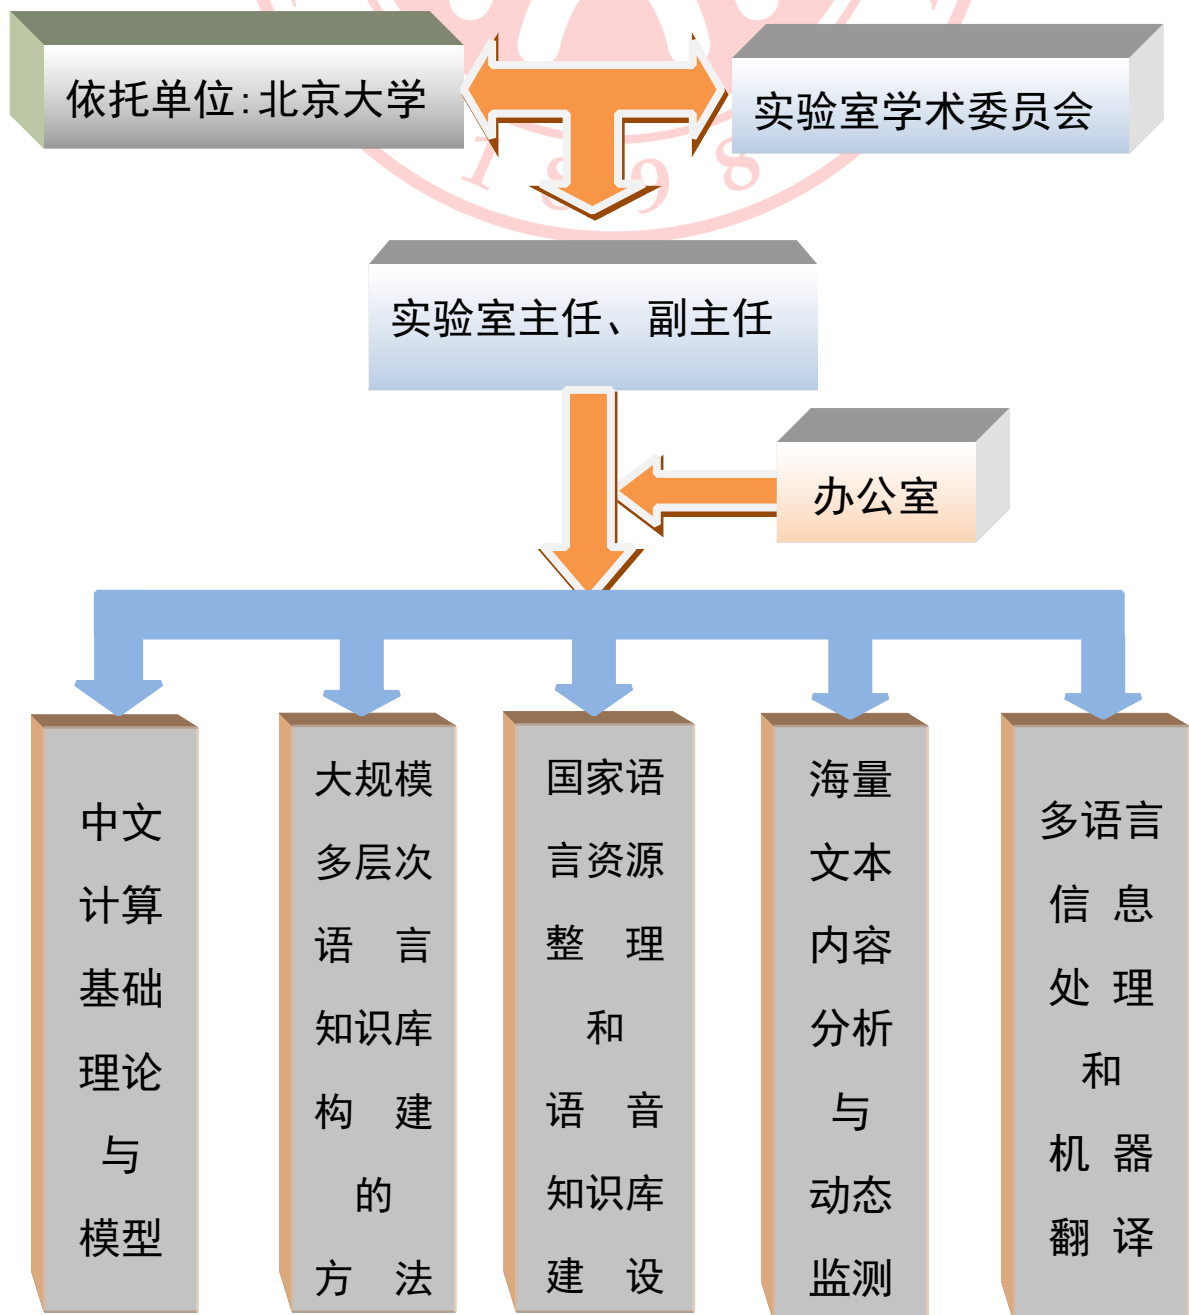 依托单位:北京大学
实验室学术委员会
1898
实验室主任、副主任
办公室
中文
计算
基础
理论
与
模型
大规模
多层次
语 言
知识库
构 建
的
方 法
国家语
言资源
整 理
和
语 音
知识库
建 设
海量
文本
内容
分析
与
动态
监测
多语言
信 息
处 理
和
机 器
翻 译